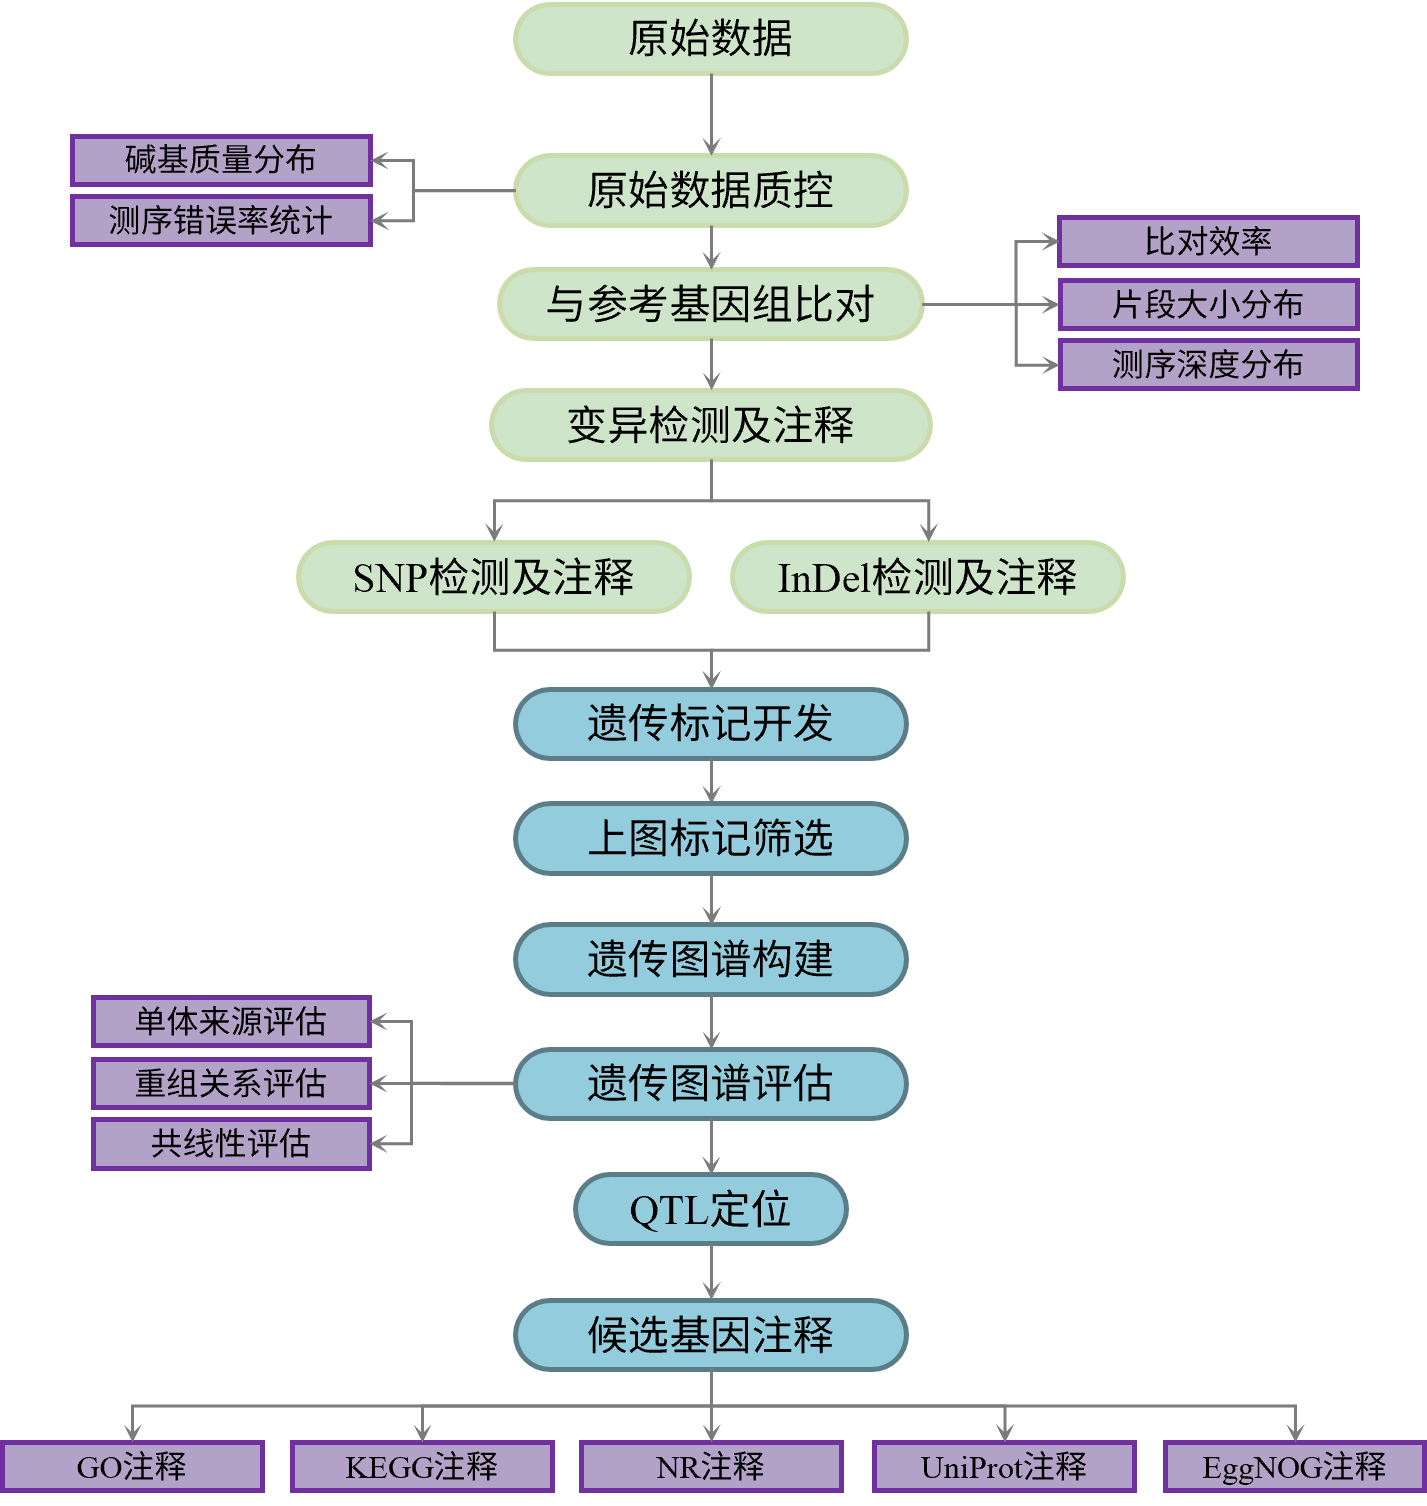 原始数据
碱基质量分布
原始数据质控
测序错误率统计
比对效率
与参考基因组比对
片段大小分布
测序深度分布
变异检测及注释
SNP检测及注释
InDel检测及注释
遗传标记开发
上图标记筛选
遗传图谱构建
单体来源评估
重组关系评估
遗传图谱评估
共线性评估
QTL定位
候选基因注释
GO注释
KEGG注释
NR注释
UniProt注释
EggNOG注释